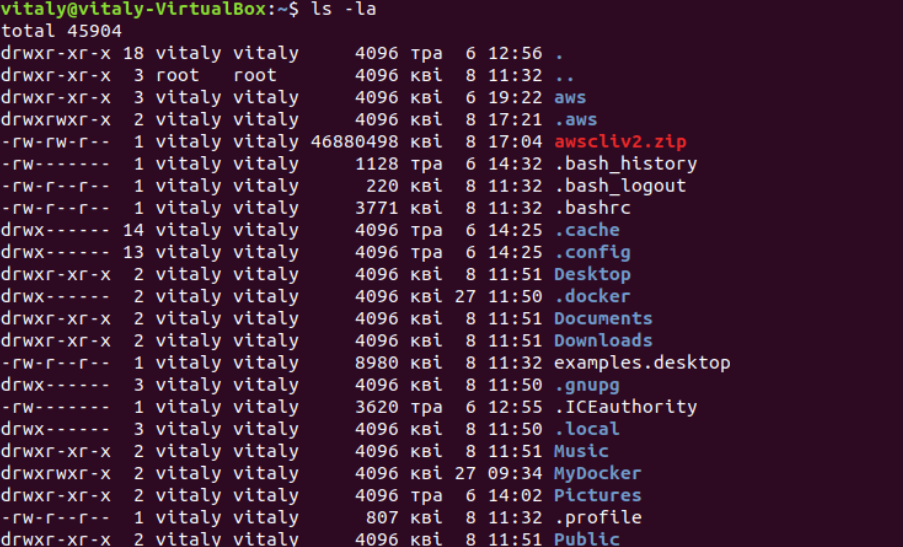 vitaly@vitaly-VirtualBox:~$ ls -la
total 45904
drwxr-xr-x 18 vitaly vitaly     4096 тра  6 12:56 .
drwxr-xr-x  3 root   root       4096 кві  8 11:32 ..
drwxr-xr-x  3 vitaly vitaly     4096 кві  6 19:22 aws
drwxrwxr-x  2 vitaly vitaly     4096 кві  8 17:21 .aws
-rw-rw-r--  1 vitaly vitaly 46880498 кві  8 17:04 awscliv2.zip
-rw-------  1 vitaly vitaly     1128 тра  6 14:32 .bash_history
-rw-r--r--  1 vitaly vitaly      220 кві  8 11:32 .bash_logout
-rw-r--r--  1 vitaly vitaly     3771 кві  8 11:32 .bashrc
drwx------ 14 vitaly vitaly     4096 тра  6 14:25 .cache
drwx------ 13 vitaly vitaly     4096 тра  6 14:25 .config
drwxr-xr-x  2 vitaly vitaly     4096 кві  8 11:51 Desktop
drwx------  2 vitaly vitaly     4096 кві 27 11:50 .docker
drwxr-xr-x  2 vitaly vitaly     4096 кві  8 11:51 Documents
drwxr-xr-x  2 vitaly vitaly     4096 кві  8 11:51 Downloads
-rw-r--r--  1 vitaly vitaly     8980 кві  8 11:32 examples.desktop
drwx------  3 vitaly vitaly     4096 кві  8 11:50 .gnupg
-rw-------  1 vitaly vitaly     3620 тра  6 12:55 .ICEauthority
drwx------  3 vitaly vitaly     4096 кві  8 11:50 .local
drwxr-xr-x  2 vitaly vitaly     4096 кві  8 11:51 Music
drwxrwxr-x  2 vitaly vitaly     4096 кві 27 09:34 MyDocker
drwxr-xr-x  2 vitaly vitaly     4096 тра  6 14:02 Pictures
-rw-r--r--  1 vitaly vitaly      807 кві  8 11:32 .profile
drwxr-xr-x  2 vitaly vitaly     4096 кві  8 11:51 Public